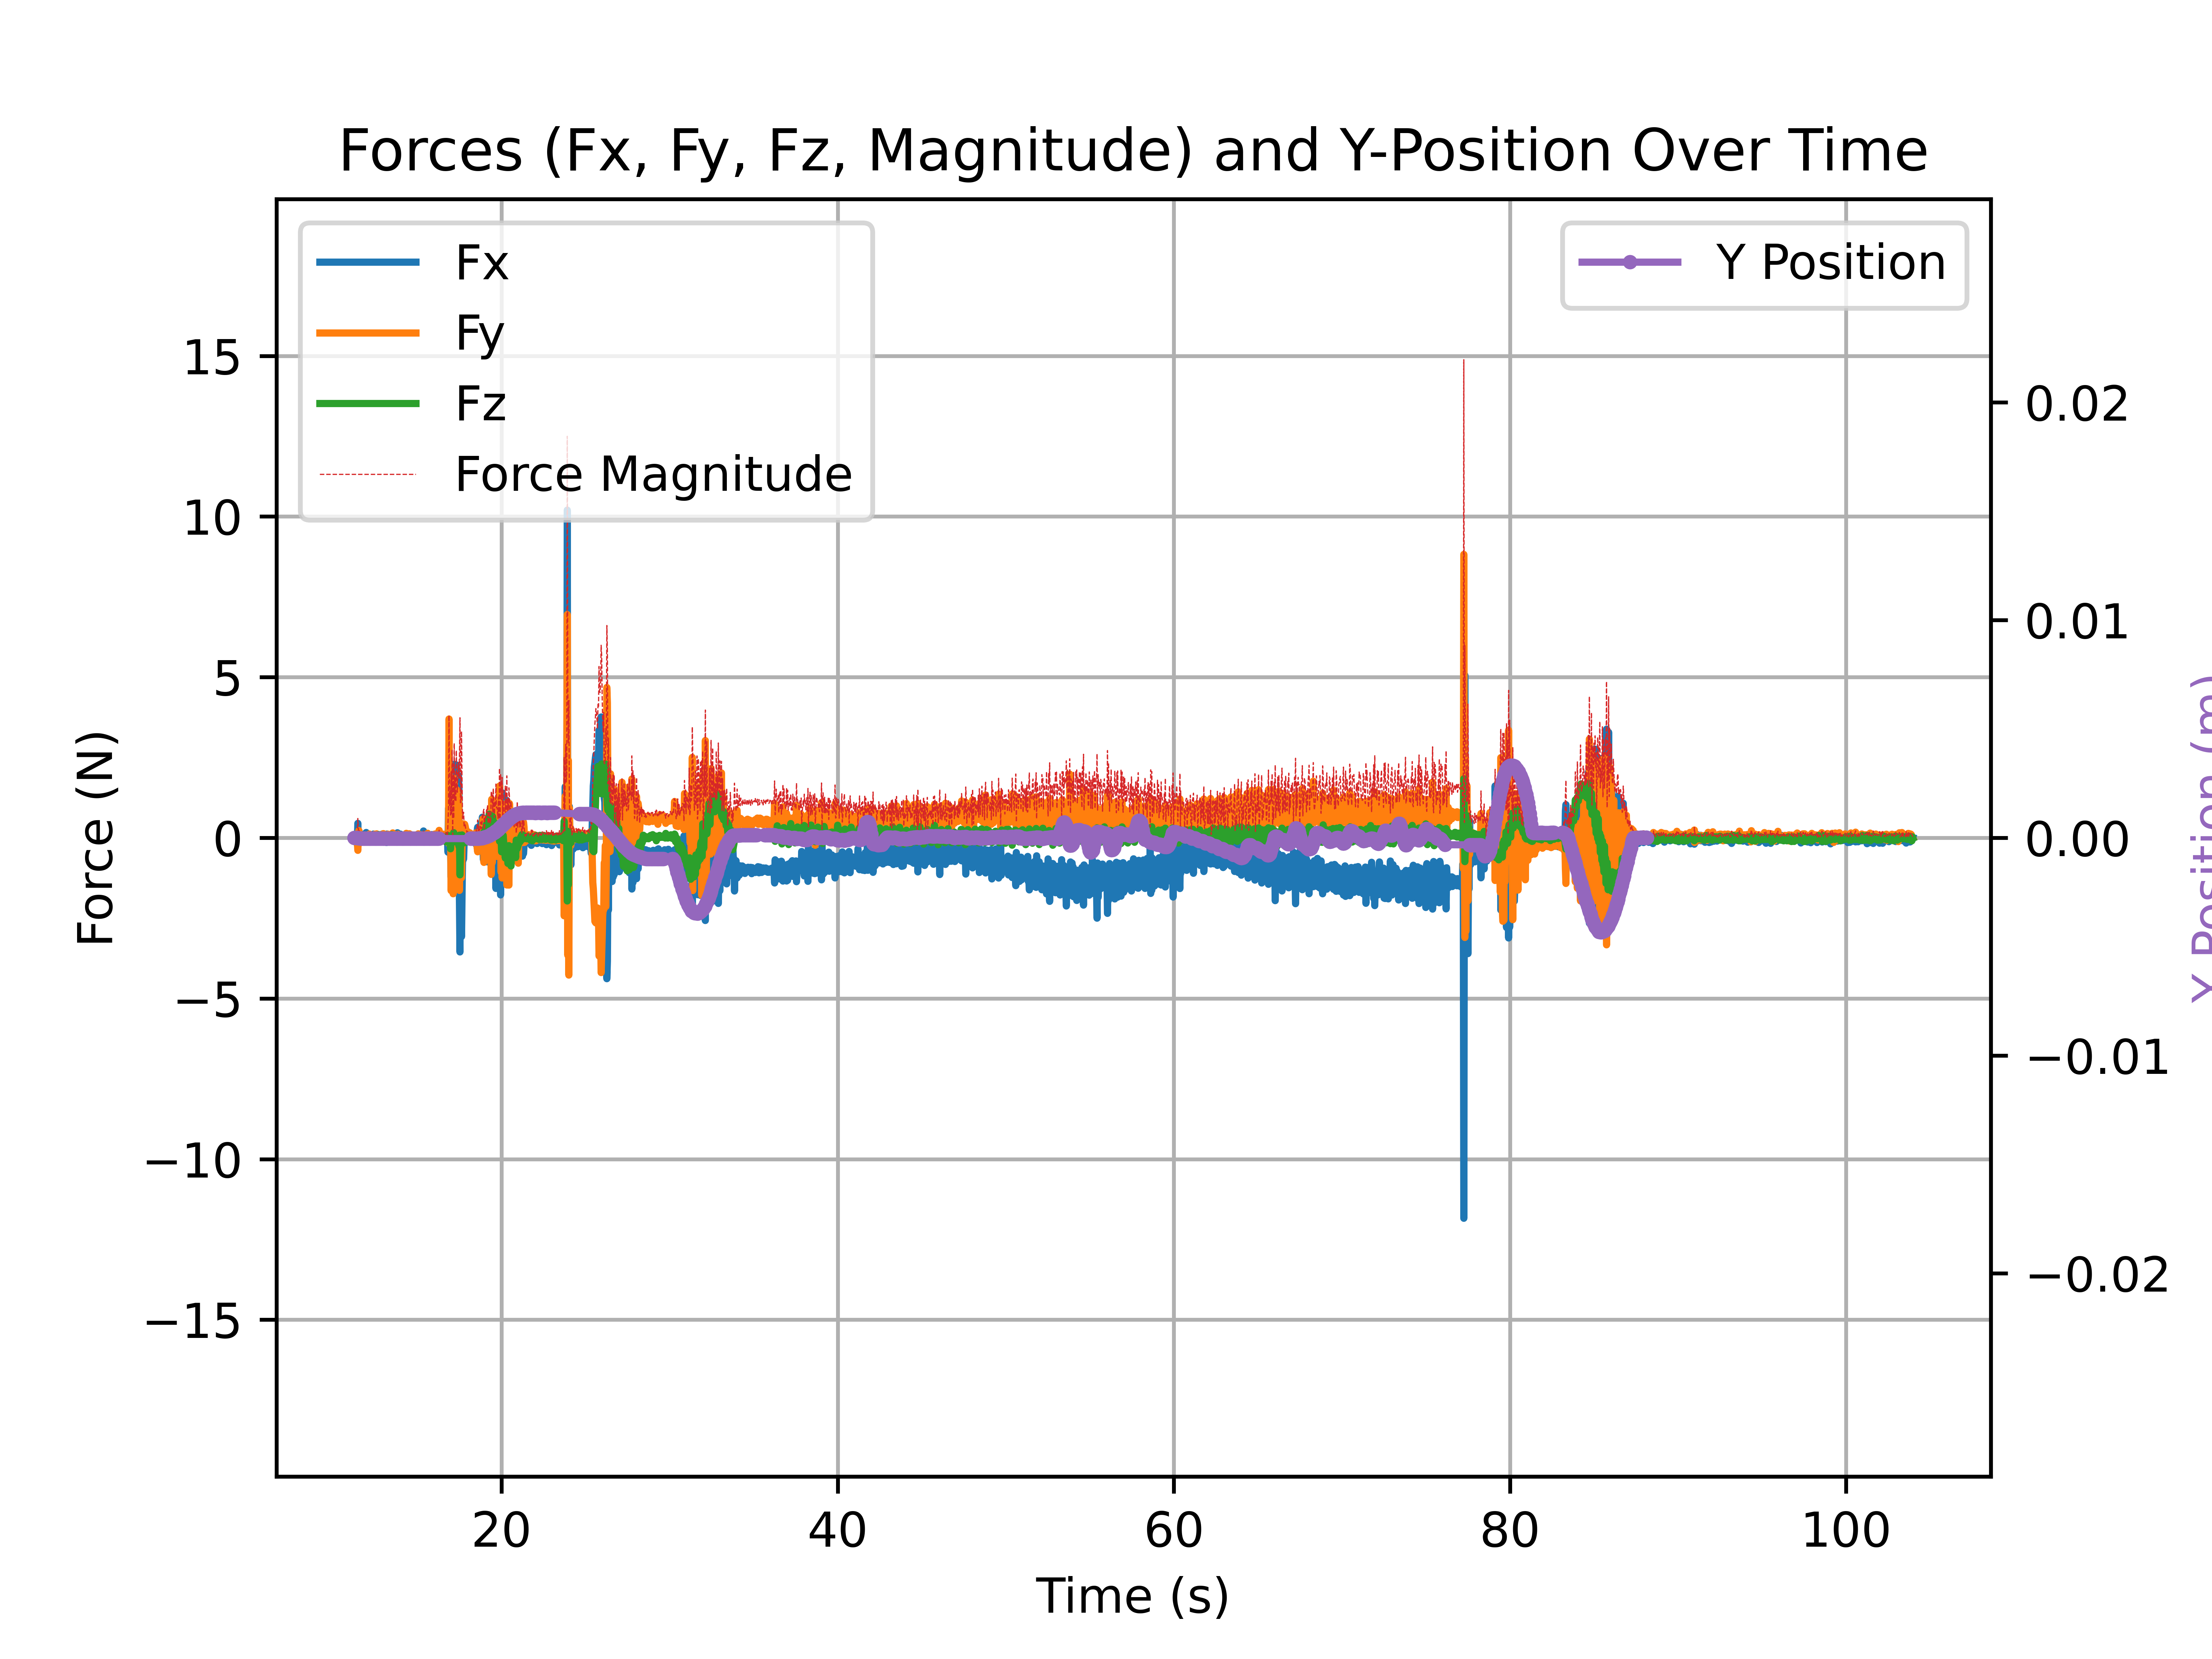 Forces (Fx, Fy, Fz, Magnitude) and Y-Position Over Time
Fx
Fy
Fz
Force Magnitude
Y Position
15
10
5
0
−5
−10
−15
Force (N)
0.02
0.01
0.00
−0.01
−0.02
Y Position (m)
20 40 60 80 100
Time (s)